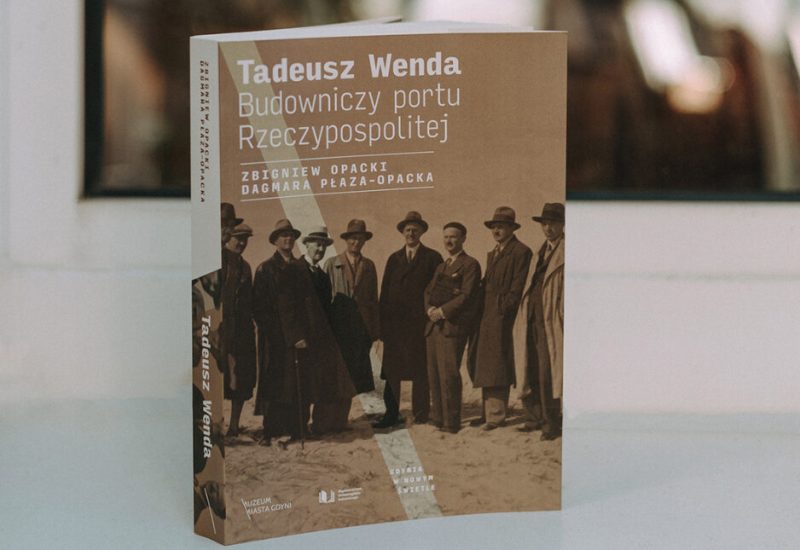 Tadeusz Wenda
Budowniczy portu
Rzeczypospolitej
ZBIGNIEW OPACKI
DAGMARA PŁAZA-OPACKA
ZBIGNIEW OPACKI
DAGMARA PŁAZA-OPACKA
Tadeusz Wenda
MUZEUM
MIASTA GDYNI
GDYNIA
W NOWYM
ŚWIETLE